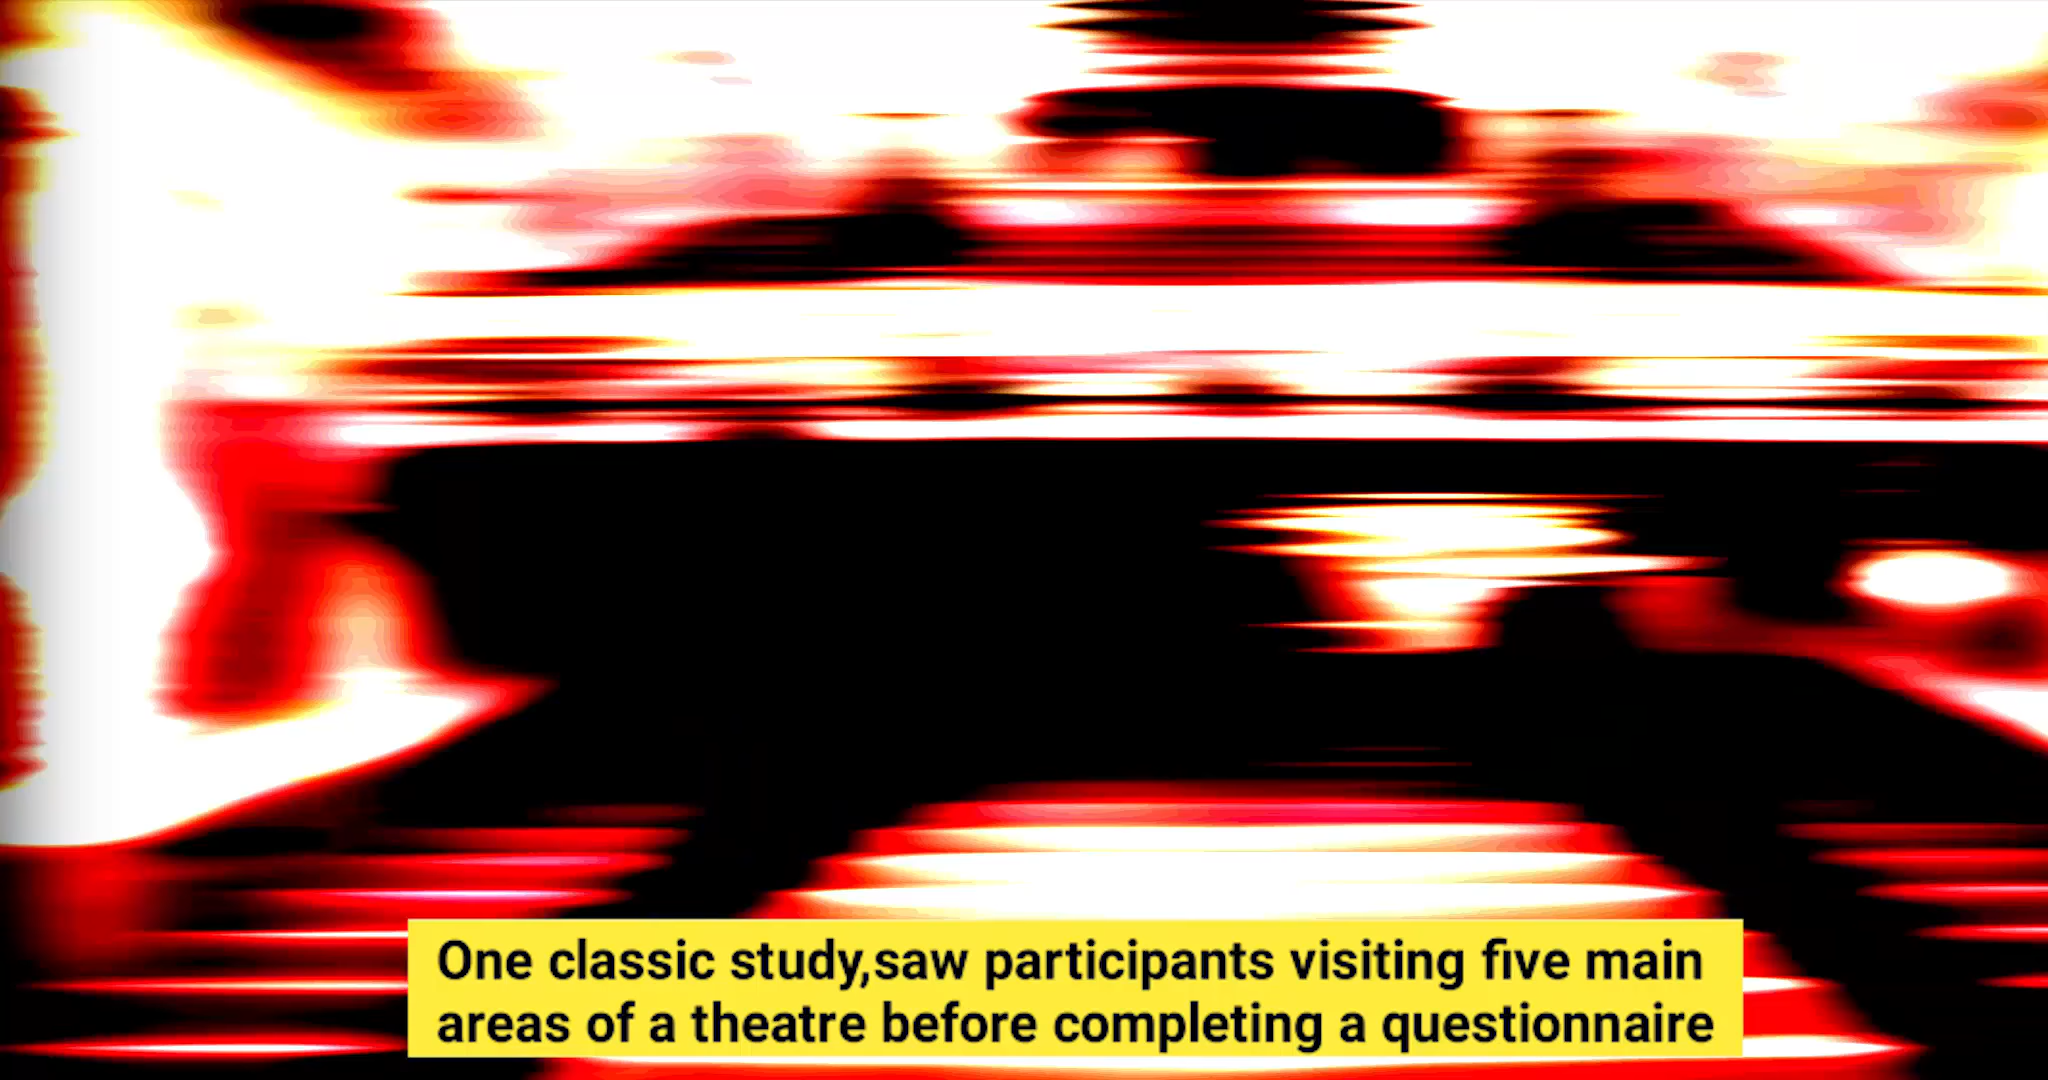 One classic study,saw participants visiting five main
areas of a theatre before completing a questionnaire